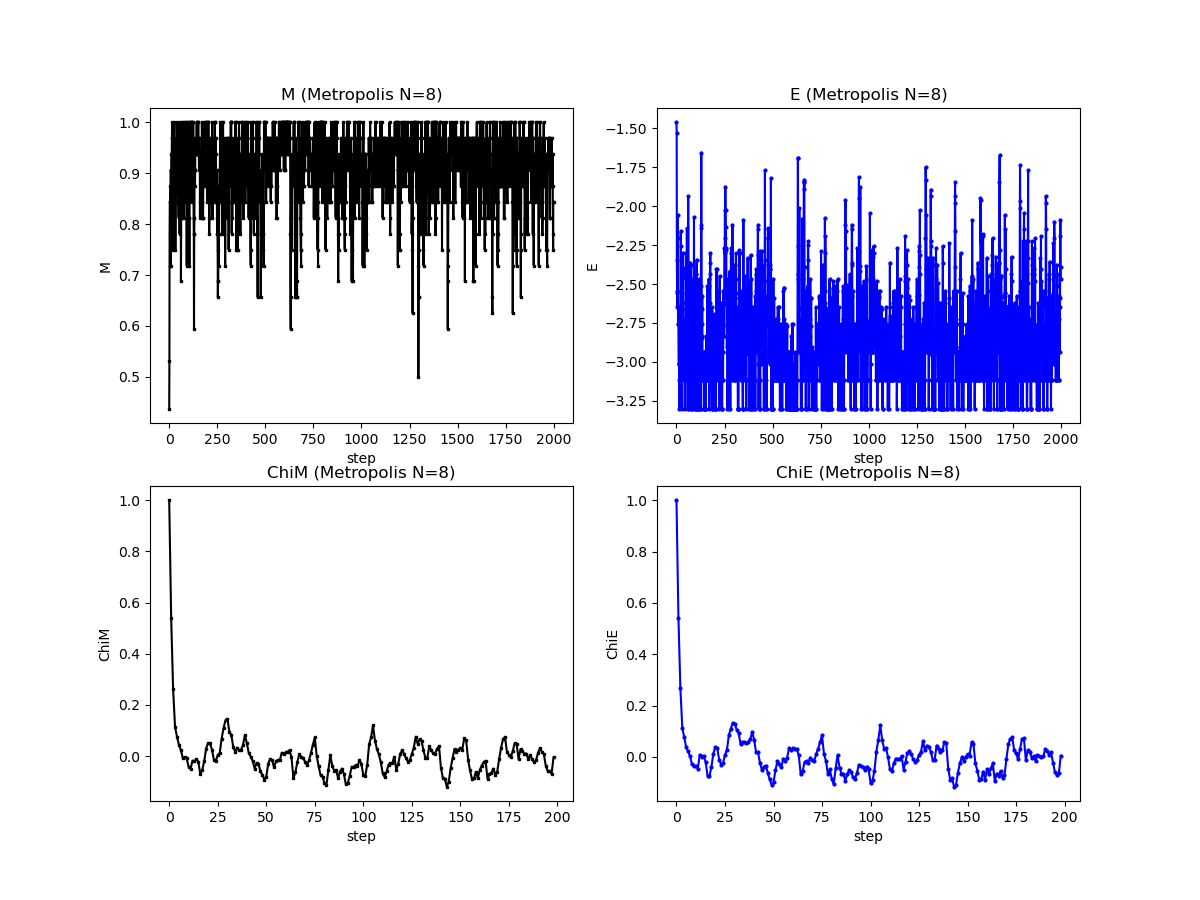 M (Metropolis N=8)
1.0
0.9
0.8
0.7
0.6
0.5
M
0 250 500 750 1000 1250 1500 1750 2000
step
E (Metropolis N=8)
−1.50
−1.75
−2.00
−2.25
−2.50
−2.75
−3.00
−3.25
E
0 250 500 750 1000 1250 1500 1750 2000
step
ChiM (Metropolis N=8)
1.0
0.8
0.6
0.4
0.2
0.0
ChiM
0 25 50 75 100 125 150 175 200
step
ChiE (Metropolis N=8)
1.0
0.8
0.6
0.4
0.2
0.0
ChiE
0 25 50 75 100 125 150 175 200
step